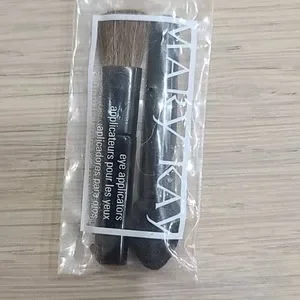 MARY KAY
eye applicators
applicateurs pour les yeux
aplicadores para ojos